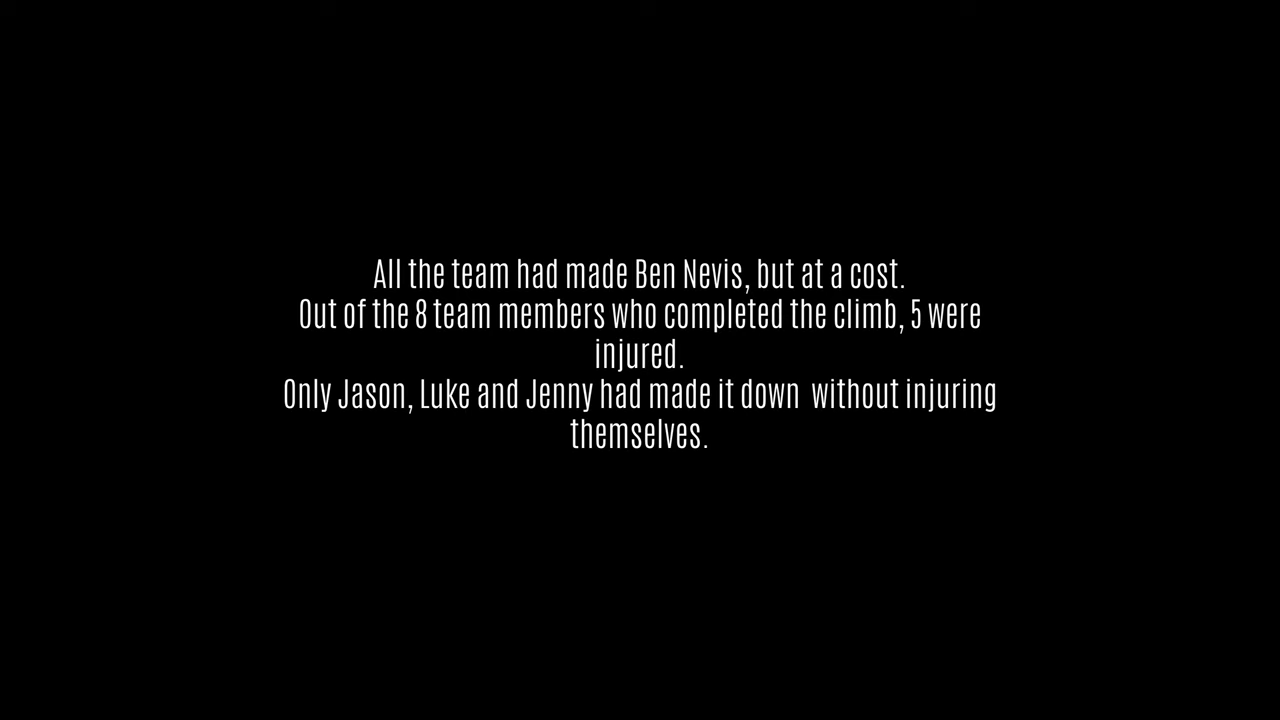 All the team had made Ben Nevis, but at a cost.
Out of the 8 team members who completed the climb, 5 were
injured.
Only Jason, Luke and Jenny had made it down  without injuring
themselves.